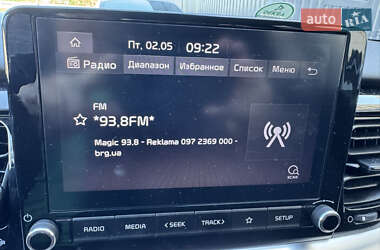 auto RIA
Пт, 02.05 09:22
Радио Диапазон Избранное Список Меню
FM
*93,8FM*
Magic 93.8 - Reklama 097 2369 000 -
brg.ua
RADIO MEDIA < SEEK TRACK > SETUP